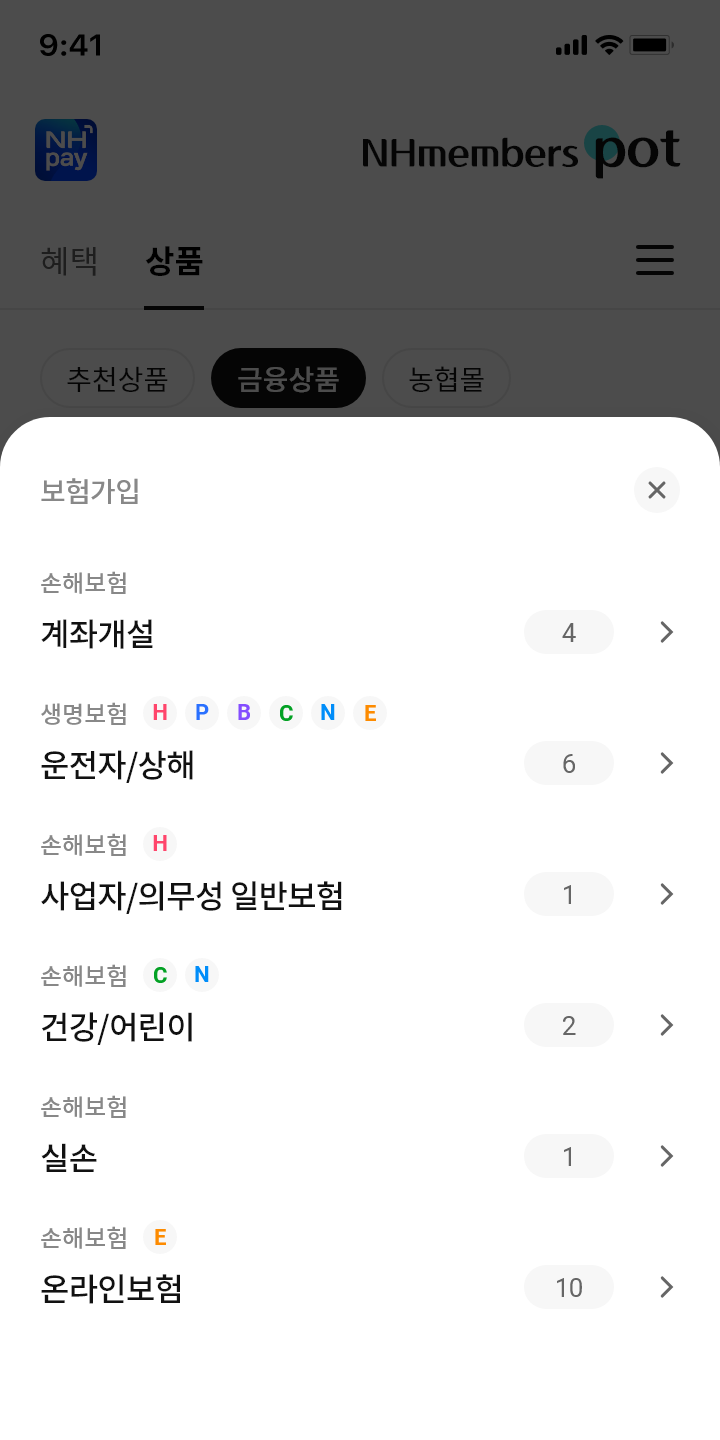 9:41
NH
pay
NHmembers pot
혜택 상품
추천상품 금융상품 농협몰
보험가입
손해보험
계좌개설 4
생명보험 H P B C N E
운전자/상해 6
손해보험 H
사업자/의무성 일반보험 1
손해보험 C N
건강/어린이 2
손해보험
실손 1
손해보험 E
온라인보험 10